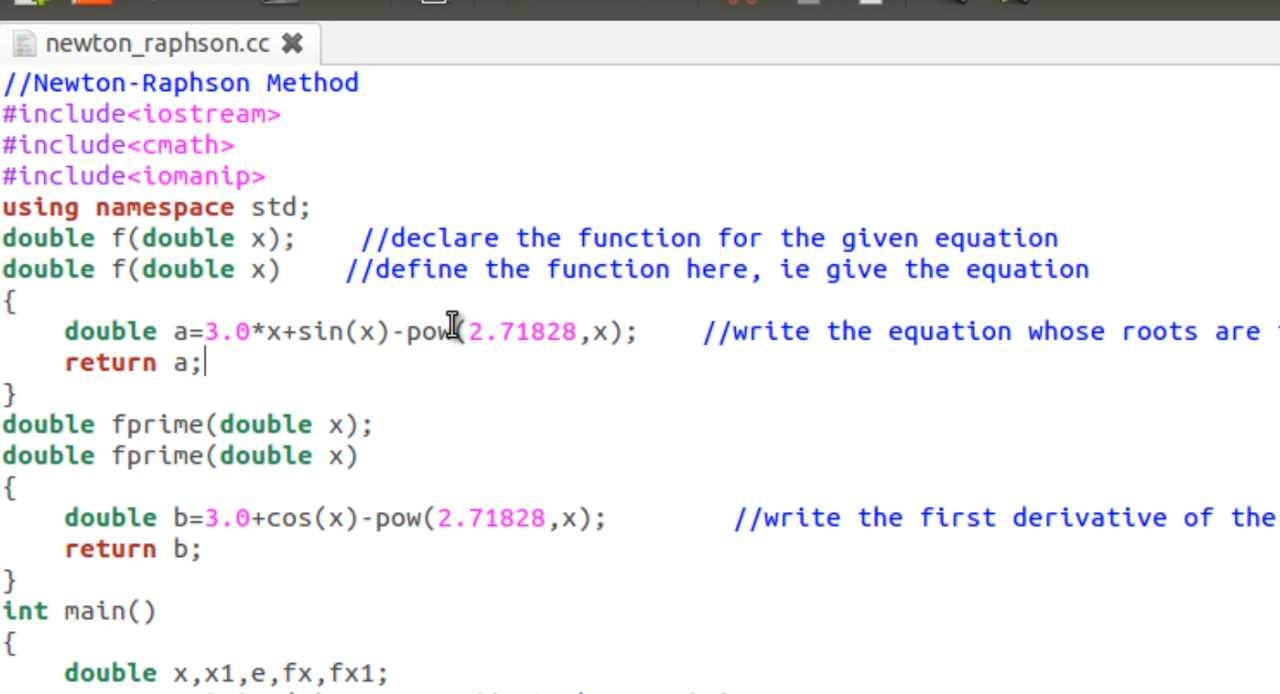 newton_raphson.cc
//Newton-Raphson Method
#include<iostream>
#include<cmath>
#include<iomanip>
using namespace std;
double f(double x);    //declare the function for the given equation
double f(double x)    //define the function here, ie give the equation
{
    double a=3.0*x+sin(x)-pow(2.71828,x);    //write the equation whose roots are
    return a;
}
double fprime(double x);
double fprime(double x)
{
    double b=3.0+cos(x)-pow(2.71828,x);        //write the first derivative of the
    return b;
}
int main()
{
    double x,x1,e,fx,fx1;